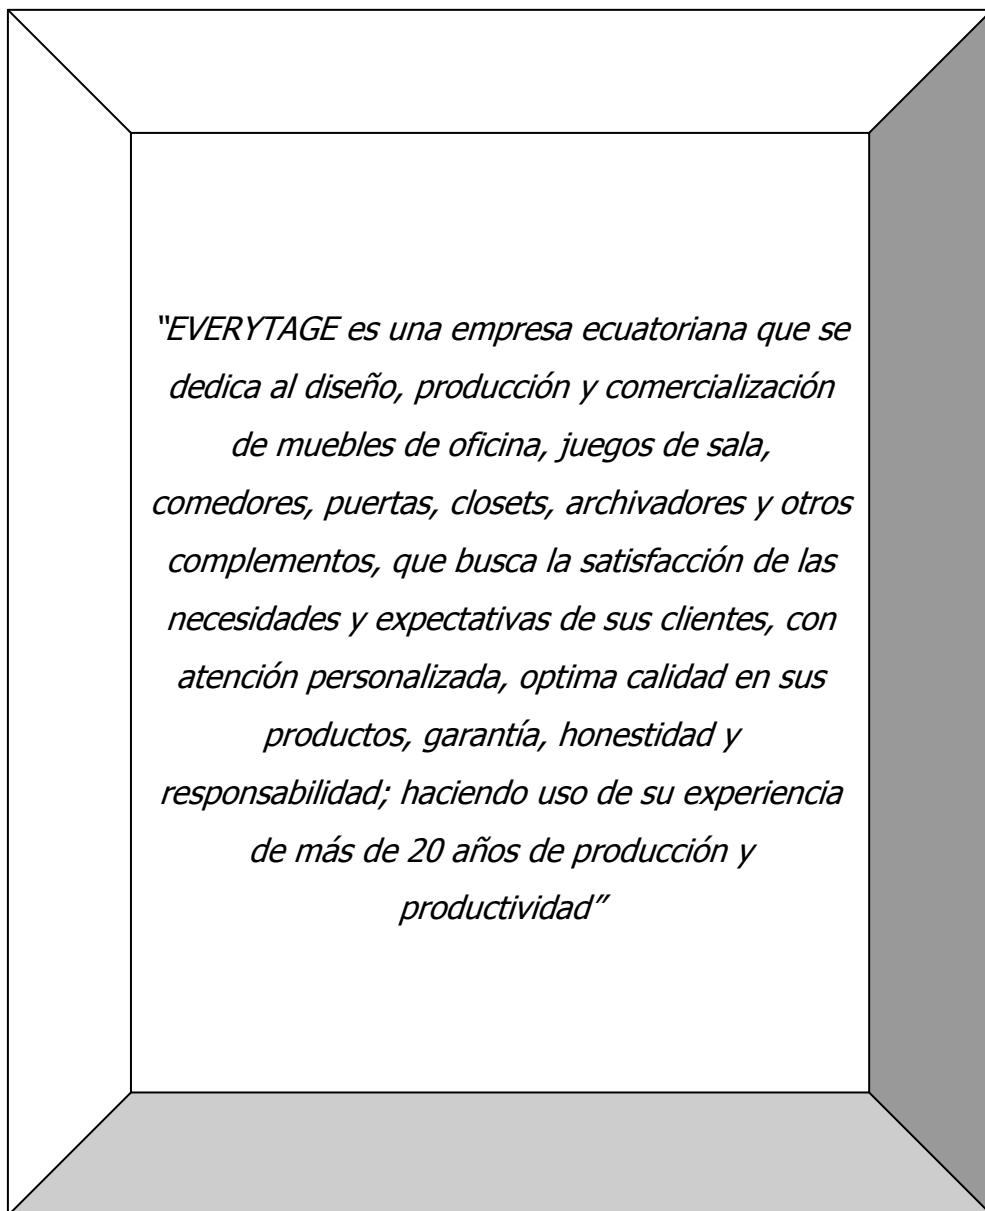 “EVERYTAGE es una empresa ecuatoriana que se
dedica al diseño, producción y comercialización
de muebles de oficina, juegos de sala,
comedores, puertas, closets, archivadores y otros
complementos, que busca la satisfacción de las
necesidades y expectativas de sus clientes, con
atención personalizada, optima calidad en sus
productos, garantía, honestidad y
responsabilidad; haciendo uso de su experiencia
de más de 20 años de producción y
productividad”